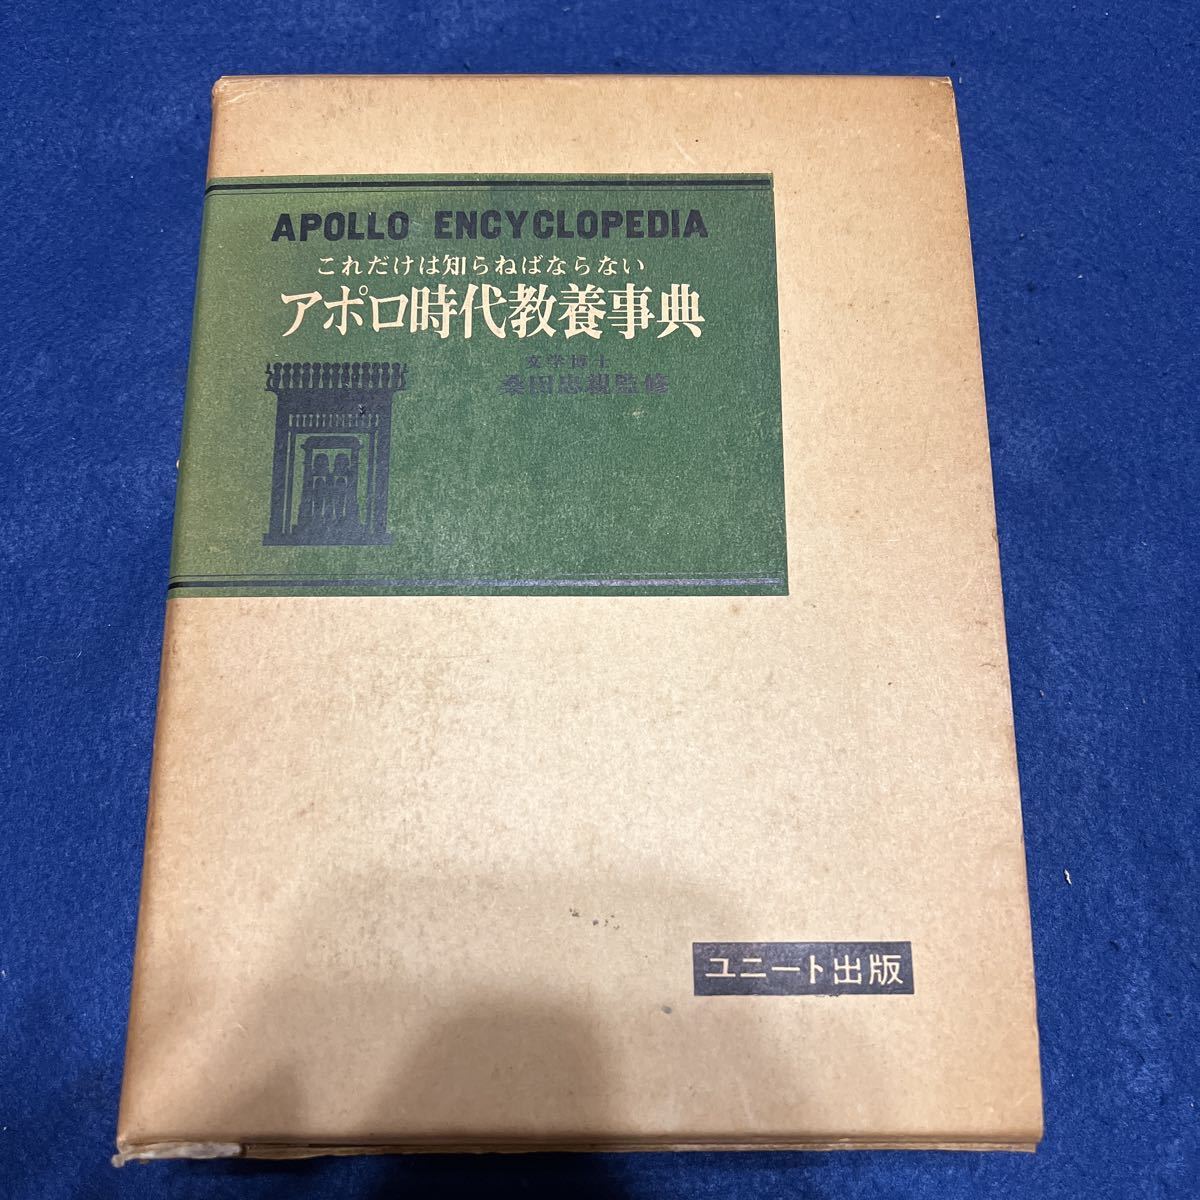 APOLLO ENCYCLOPEDIA
これだけは知らねばならない
アポロ時代教養事典
文学博士
桑田忠親監修
ユニート出版